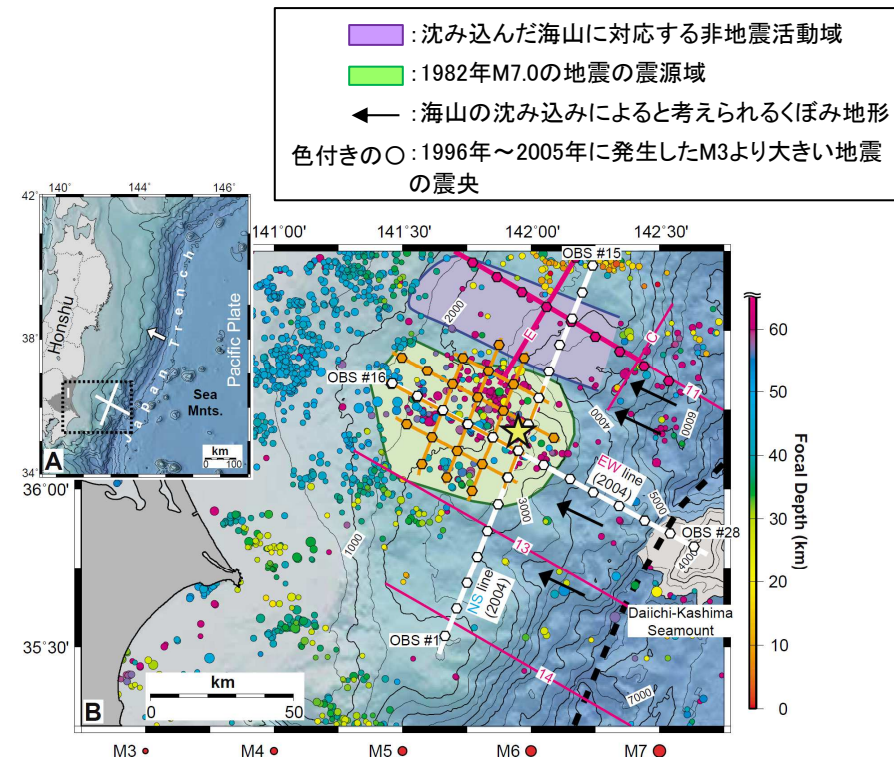 :沈み込んだ海山に対応する非地震活動域
:1982年M7.0の地震の震源域
:海山の沈み込みによると考えられるくぼみ地形
色付きの○:1996年～2005年に発生したM3より大きい地震
の震央
140˚ 144˚ 146˚
42˚
38˚
34˚
Honshu
Japan Trench
Pacific Plate
Sea
Mnts.
km
0 100
A
141˚00' 141˚30' 142˚00' 142˚30'
OBS #15
2000
E
C
OBS #16
11
4000
6000
36˚00'
EW line
(2004)
3000
5000
1000
OBS #28
13
4000
NS line
(2004)
Daiichi-Kashima
Seamount
35˚30'
OBS #1
14
7000
km
0 50
B
60
50
40
30
20
10
0
Focal Depth (km)
M3 M4 M5 M6 M7